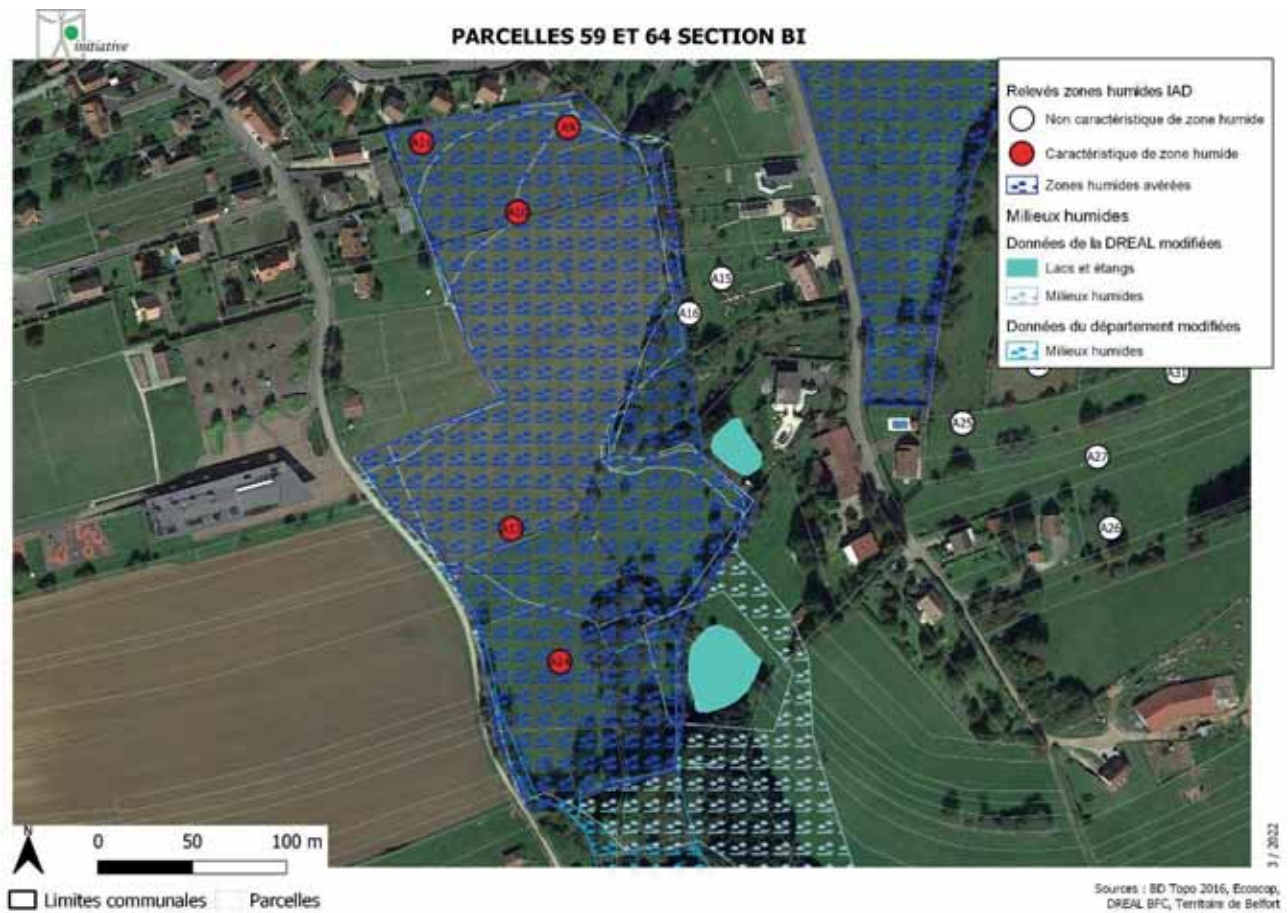 initiative
PARCELLES 59 ET 64 SECTION BI
Relevés zones humides IAD
Non caractéristique de zone humide
Caractéristique de zone humide
Zones humides avérées
Milieux humides
Données de la DREAL modifiées
Lacs et étangs
Milieux humides
Données du département modifiées
Milieux humides
A15
A16
A31
A25
A27
A26
A24
N
0 50 100 m
Limites communales Parcelles
3 / 2022
Sources : BD Topo 2016, Ecoscop,
DREAL BFC, Territoire de Belfort